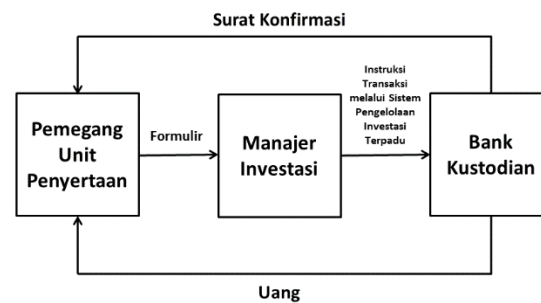 Surat Konfirmasi
Pemegang
Unit
Penyertaan
Formulir
Manajer
Investasi
Instruksi
Transaksi
melalui Sistem
Pengelolaan
Investasi
Terpadu
Bank
Kustodian
Uang